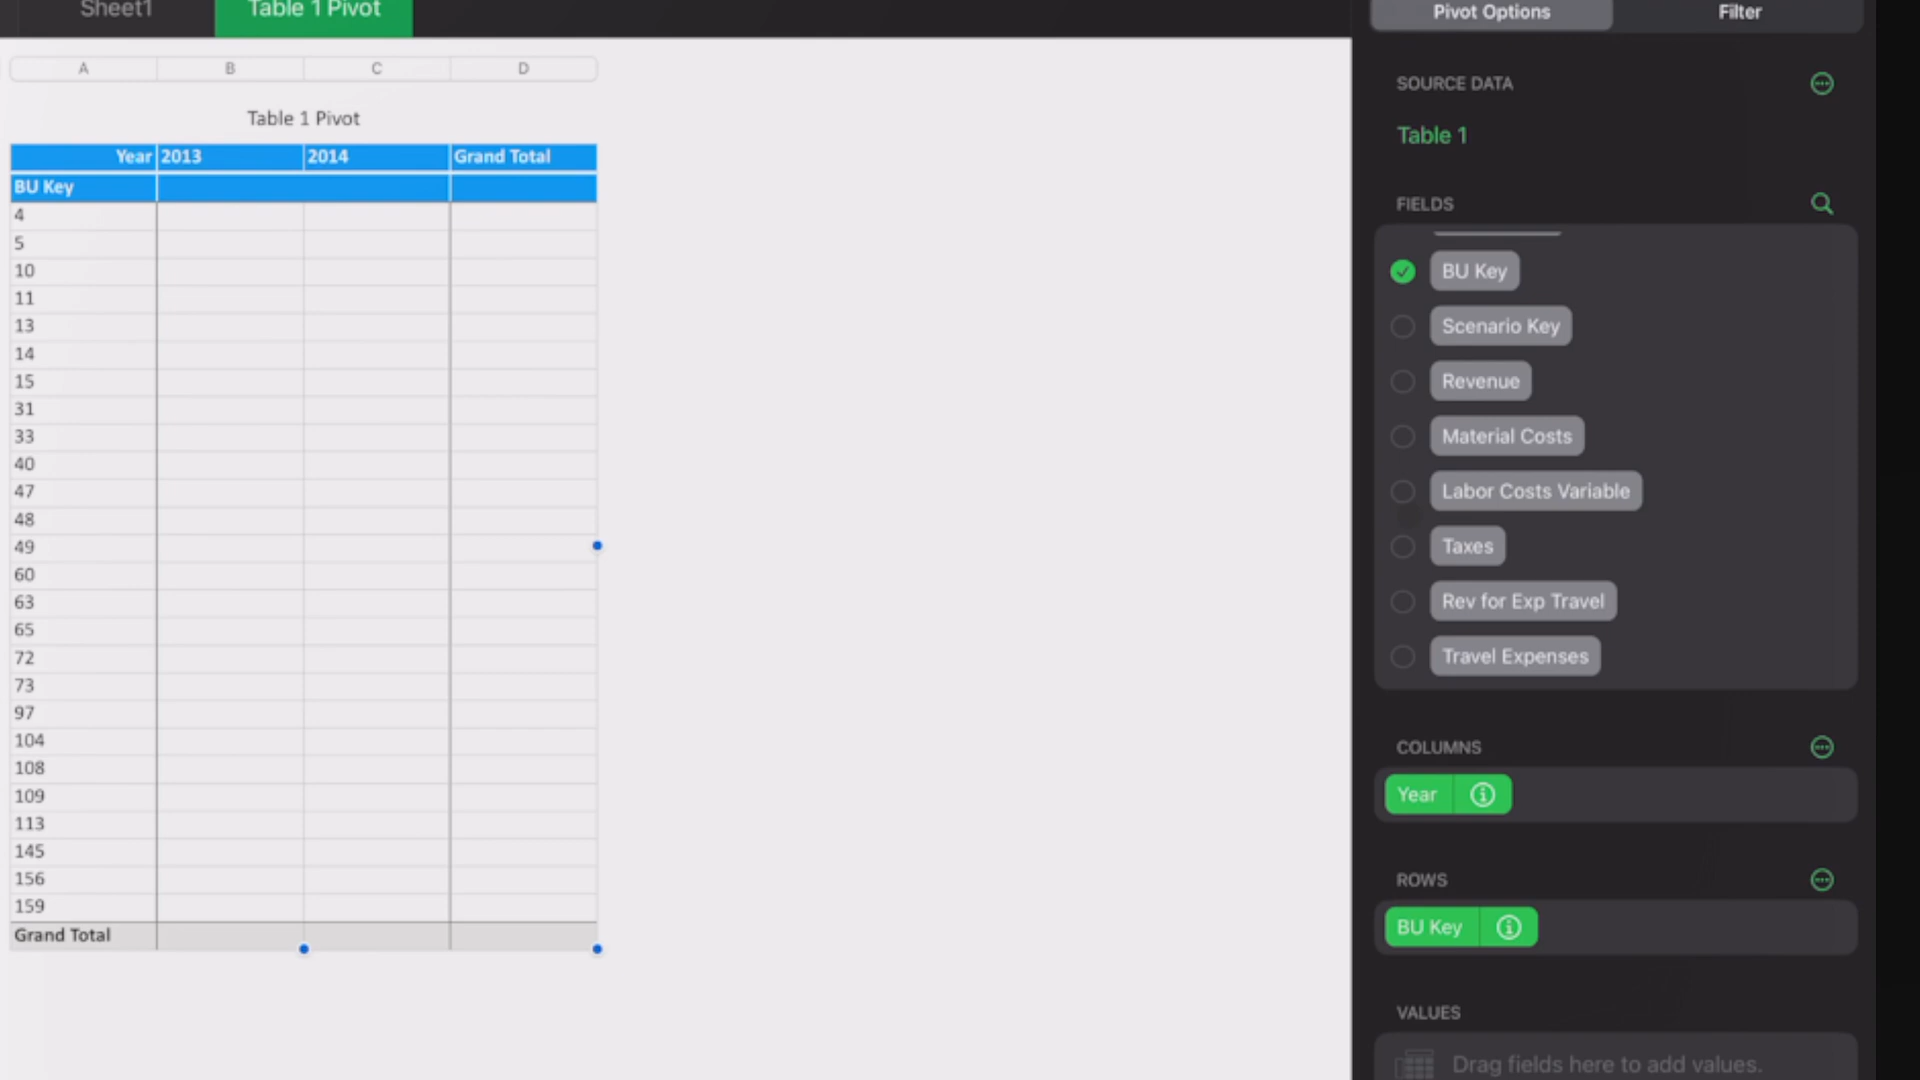 Sheet1
Table 1 Pivot
Pivot Options
Filter
A B C D
Table 1 Pivot
Year 2013 2014 Grand Total
BU Key
4
5
10
11
13
14
15
31
33
40
47
48
49
60
63
65
72
73
97
104
108
109
113
145
156
159
Grand Total
SOURCE DATA
Table 1
FIELDS
BU Key
Scenario Key
Revenue
Material Costs
Labor Costs Variable
Taxes
Rev for Exp Travel
Travel Expenses
COLUMNS
Year
ROWS
BU Key
VALUES
Drag fields here to add values.